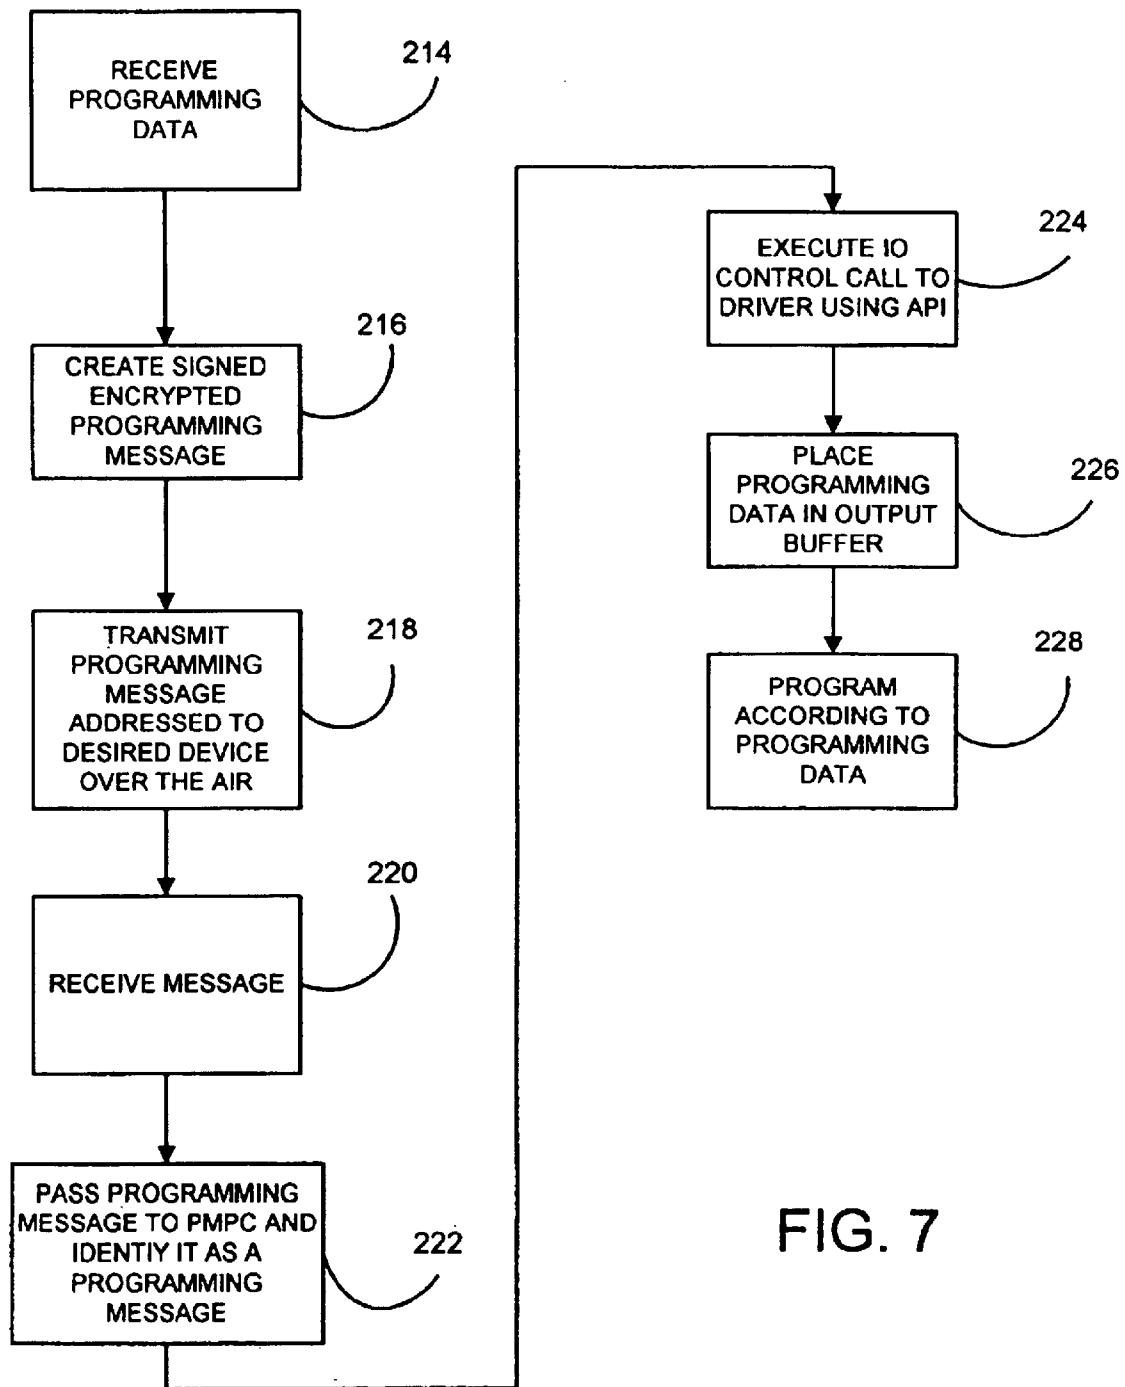 RECEIVE
PROGRAMMING
DATA
214
CREATE SIGNED
ENCRYPTED
PROGRAMMING
MESSAGE
216
TRANSMIT
PROGRAMMING
MESSAGE
ADDRESSED TO
DESIRED DEVICE
OVER THE AIR
218
RECEIVE MESSAGE
220
PASS PROGRAMMING
MESSAGE TO PMPC AND
IDENTIY IT AS A
PROGRAMMING
MESSAGE
222
EXECUTE IO
CONTROL CALL TO
DRIVER USING API
224
PLACE
PROGRAMMING
DATA IN OUTPUT
BUFFER
226
PROGRAM
ACCORDING TO
PROGRAMMING
DATA
228
FIG. 7